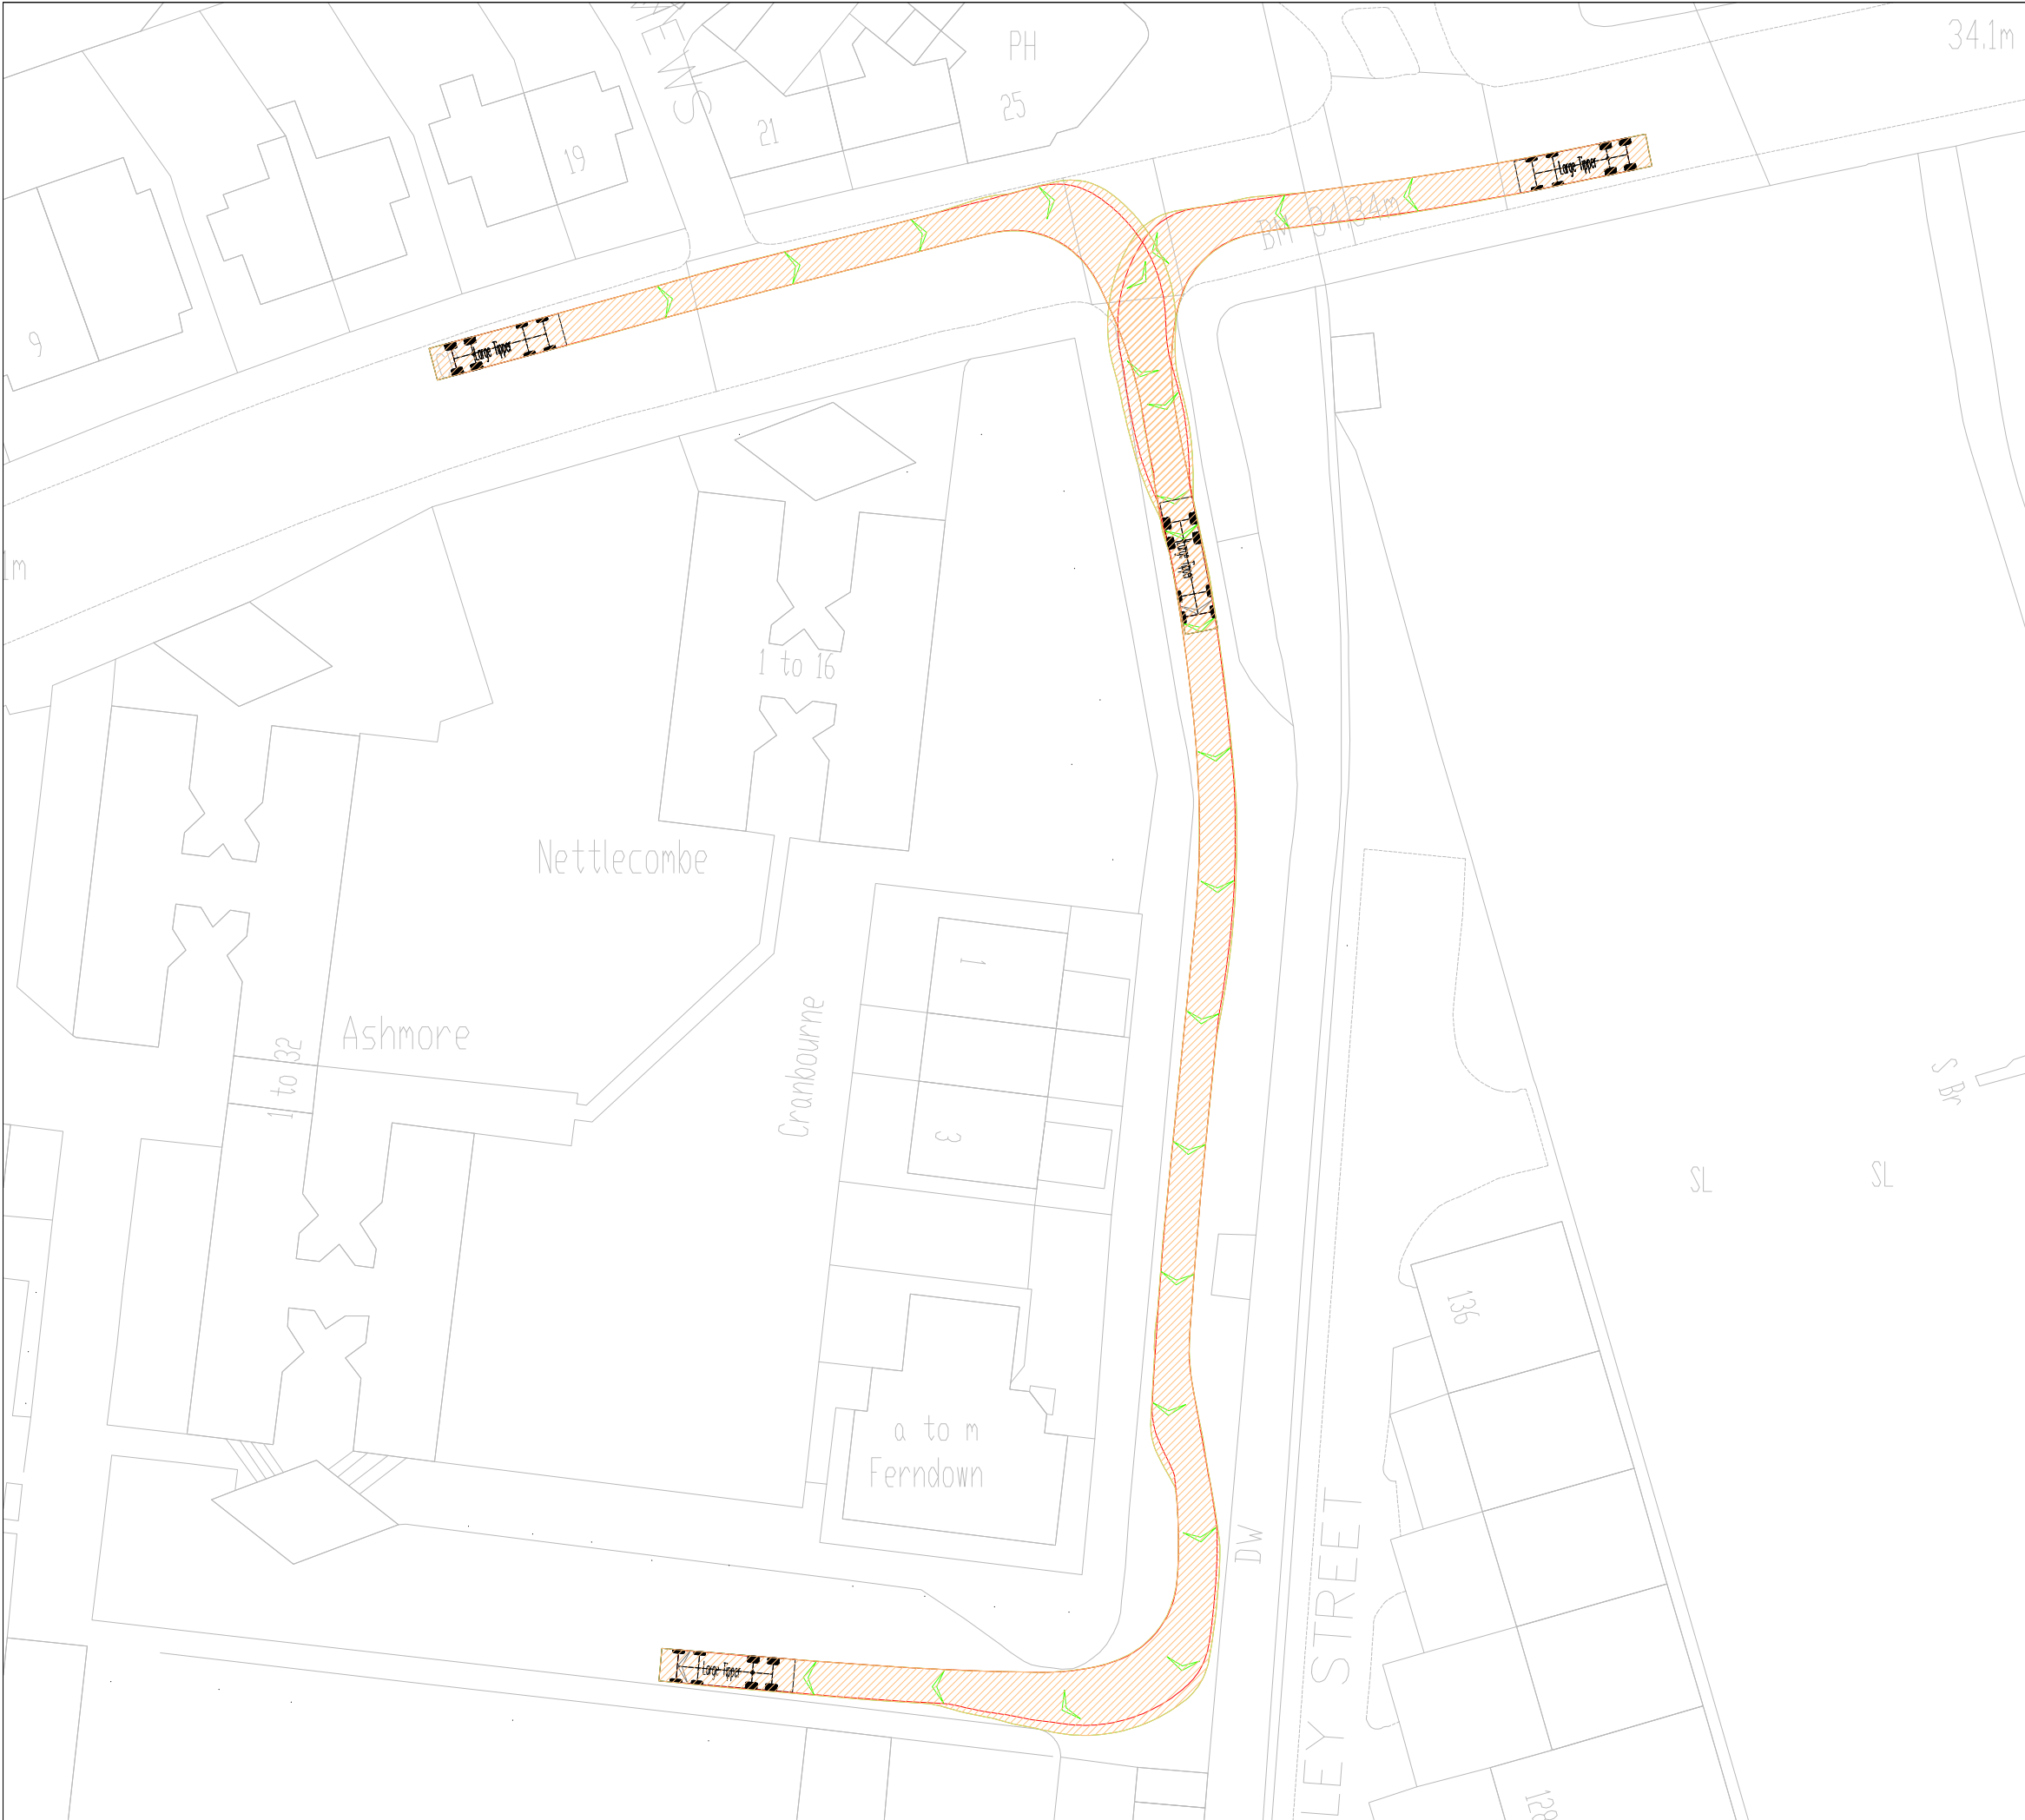 MEWS
PH
25
21
19
9
34.1m
BM 34.34m
Large Tipper
Large Tipper
Large Tipper
1m
1 to 16
Nettlecombe
Ashmore
1 to 32
Cranbourne
1
3
S Br
SL
SL
136
a to m
Ferndown
DW
LEY STREET
Large Tipper
128